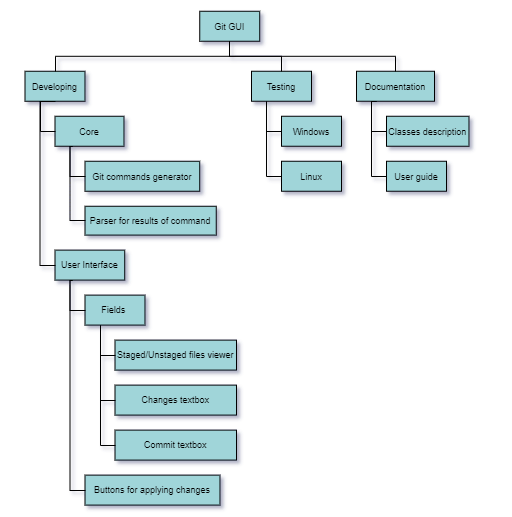 Git GUI
Developing
Testing
Documentation
Core
Windows
Classes description
Git commands generator
Linux
User guide
Parser for results of command
User Interface
Fields
Staged/Unstaged files viewer
Changes textbox
Commit textbox
Buttons for applying changes